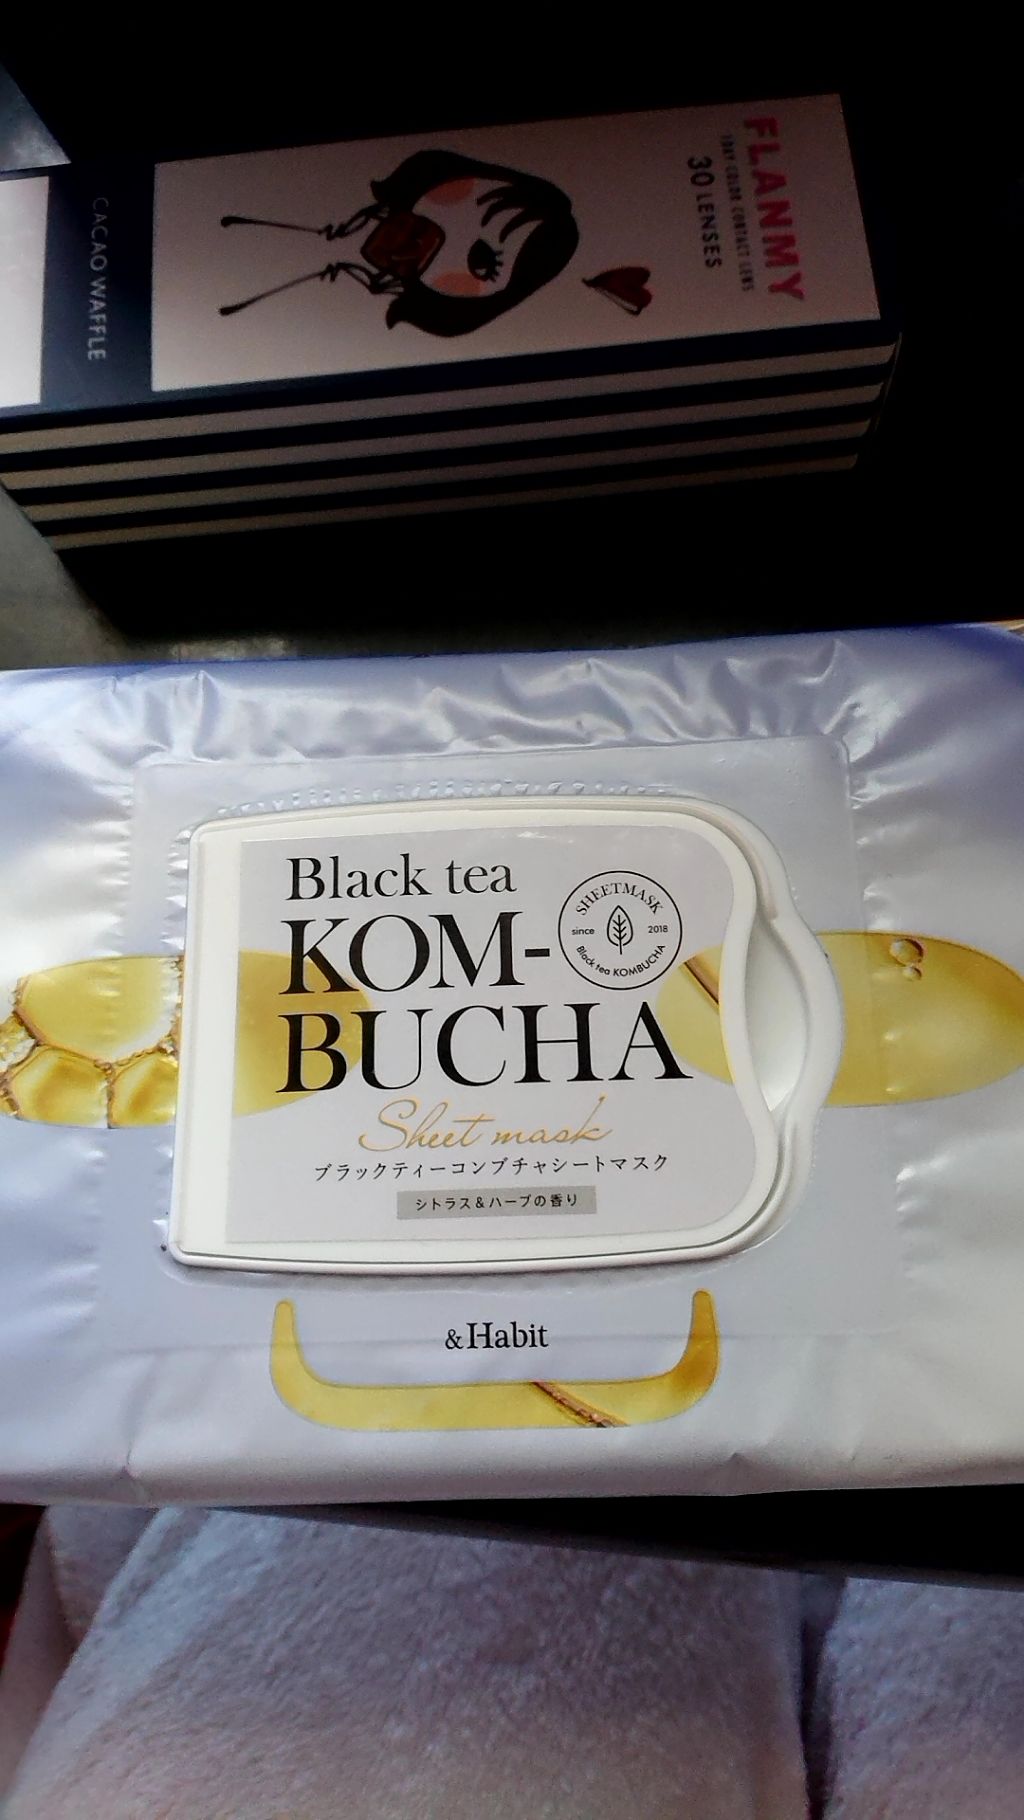 FLANMY
1DAY COLOR CONTACT LENS
30 LENSES
CACAO WAFFLE
Black tea
KOM-
BUCHA
SHEETMASK
since 2018
Black tea KOMBUCHA
Sheet mask
ブラックティーコンブチャシートマスク
シトラス&ハーブの香り
&Habit